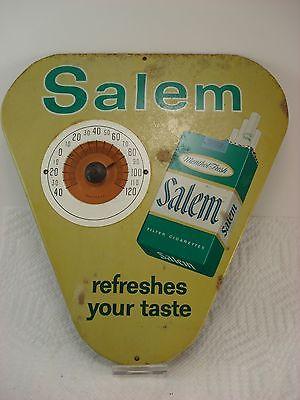 Salem
20 30 40 50 60
10 70
0 80
10 90
20 100
30 110
40 120
Menthol Fresh
Salem
Salem
FILTER CIGARETTES
refreshes
your taste